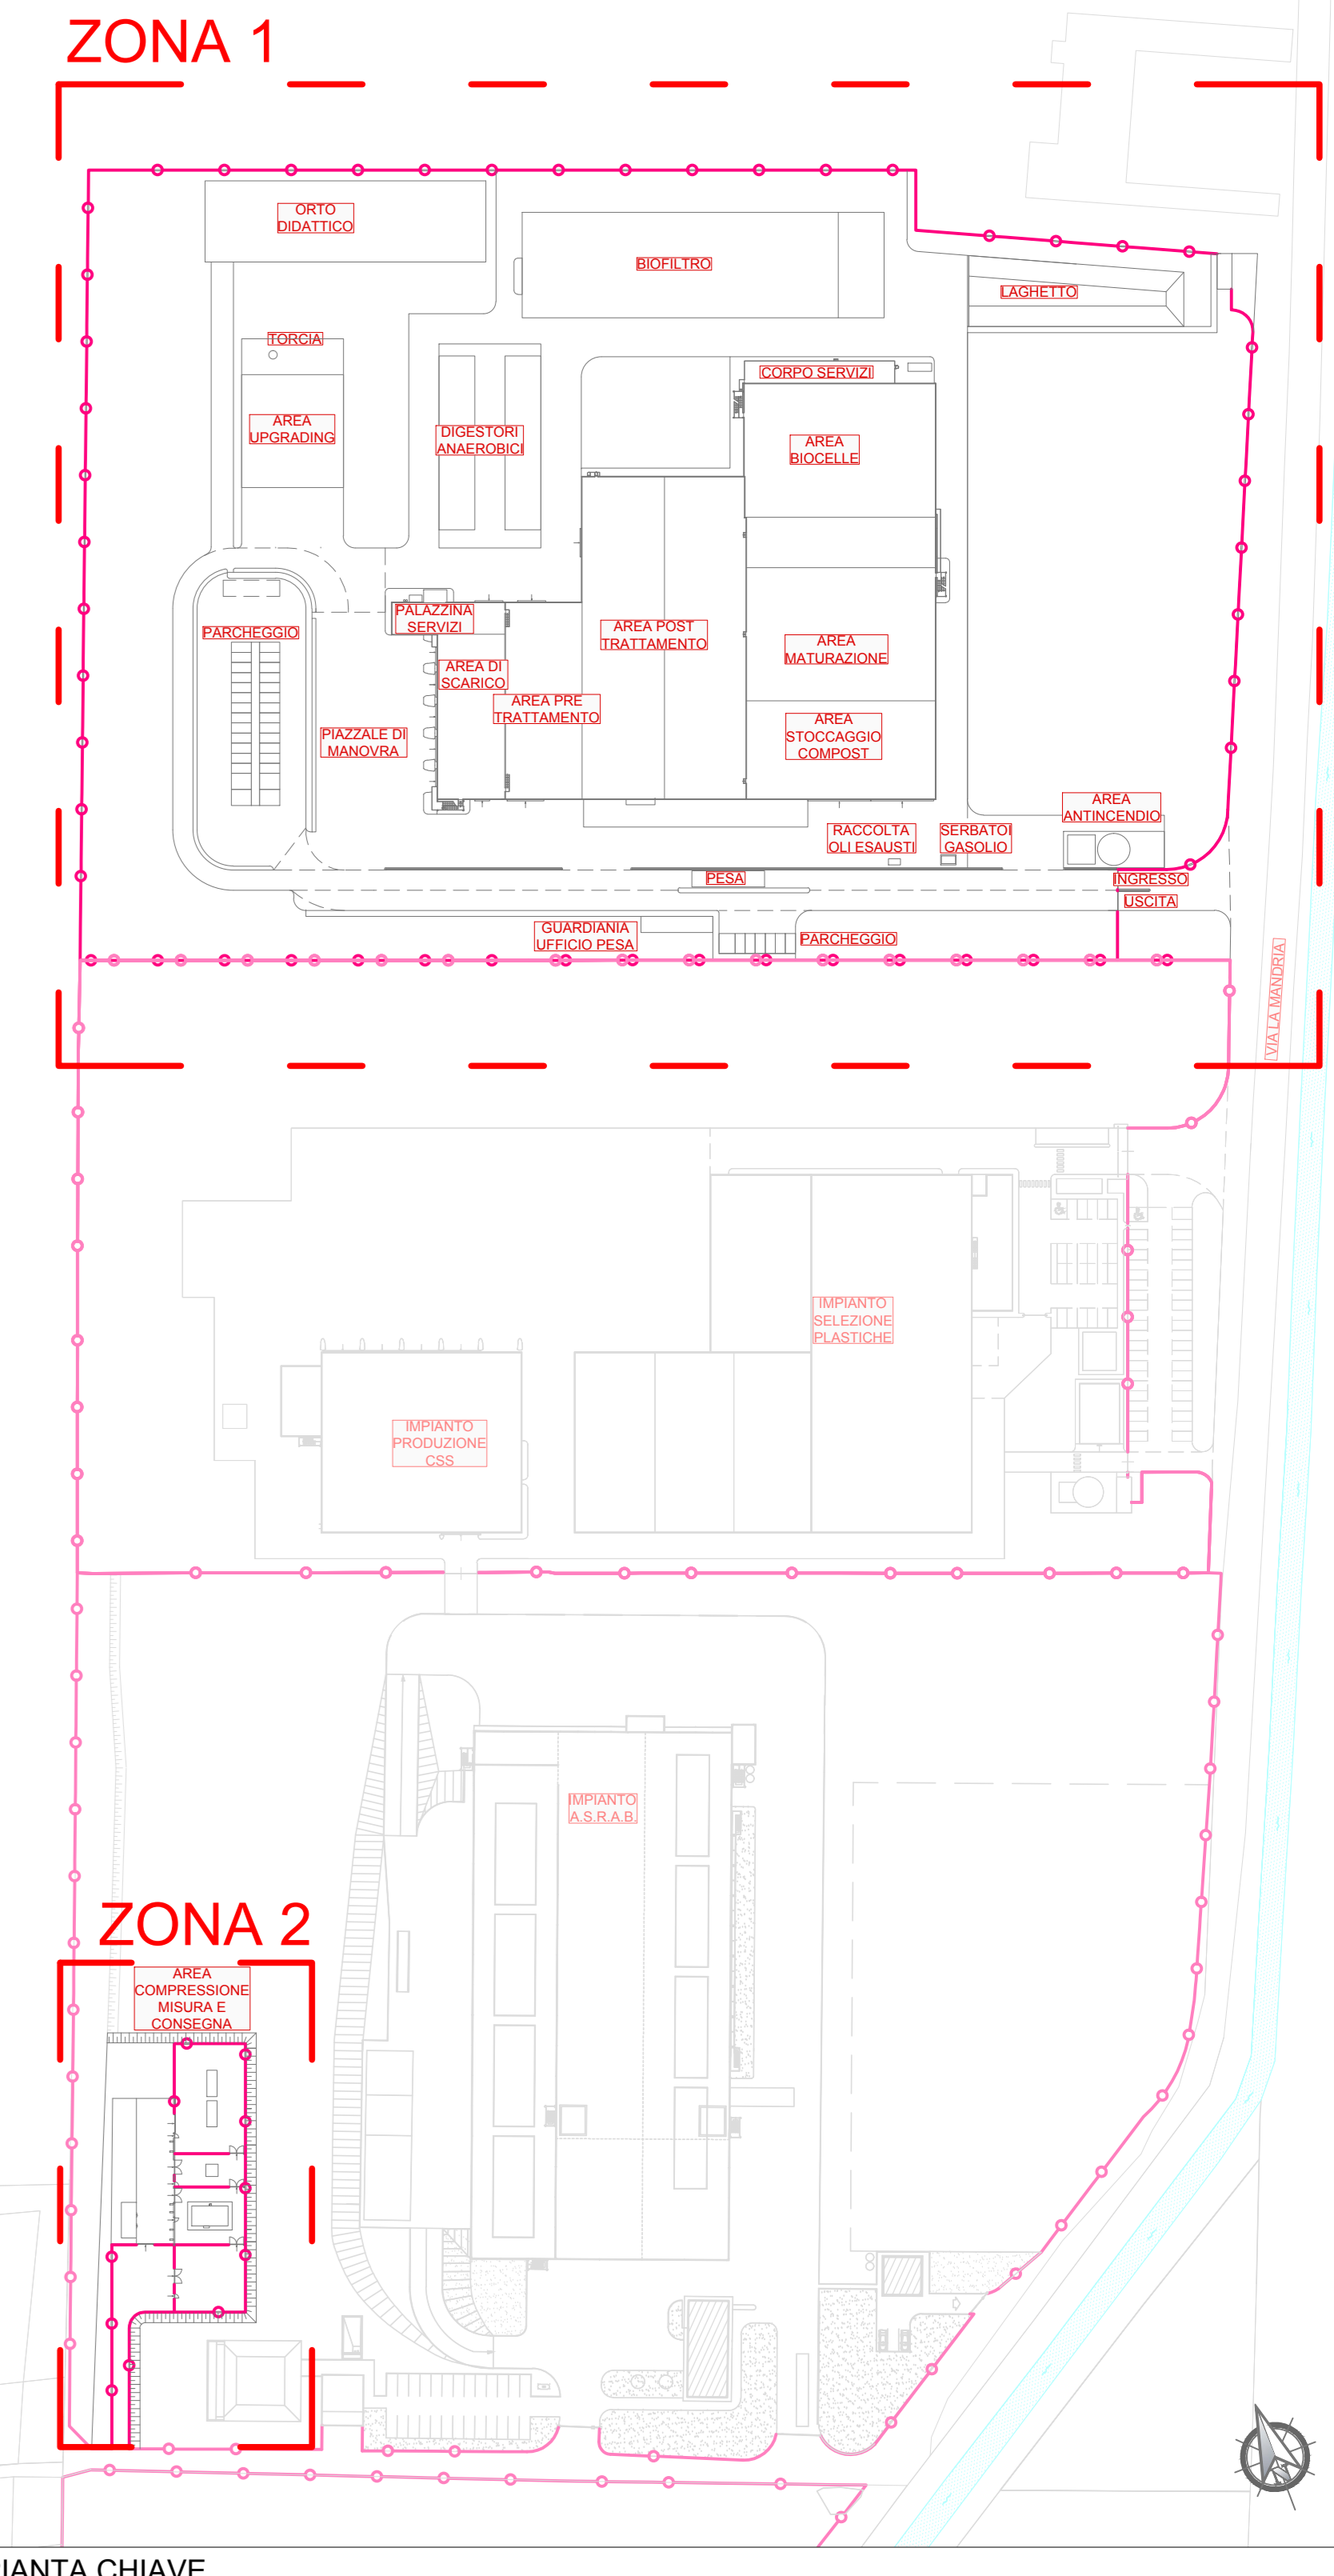 ZONA 1
ORTO
DIDATTICO
BIOFILTRO
LAGHETTO
TORCIA
CORPO SERVIZI
AREA
UPGRADING
DIGESTORI
ANAEROBICI
AREA
BIOCELLE
PALAZZINA
SERVIZI
PARCHEGGIO
AREA POST
TRATTAMENTO
AREA
MATURAZIONE
AREA DI
SCARICO
AREA PRE
TRATTAMENTO
PIAZZALE DI
MANOVRA
AREA
STOCCAGGIO
COMPOST
AREA
ANTINCENDIO
RACCOLTA
OLI ESAUSTI
SERBATOI
GASOLIO
PESA
INGRESSO
USCITA
GUARDIANIA
UFFICIO PESA
PARCHEGGIO
VIA LA MANDRIA
IMPIANTO
SELEZIONE
PLASTICHE
IMPIANTO
PRODUZIONE
CSS
IMPIANTO
A.S.R.A.B.
ZONA 2
AREA
COMPRESSIONE
MISURA E
CONSEGNA
IANTA CHIAVE